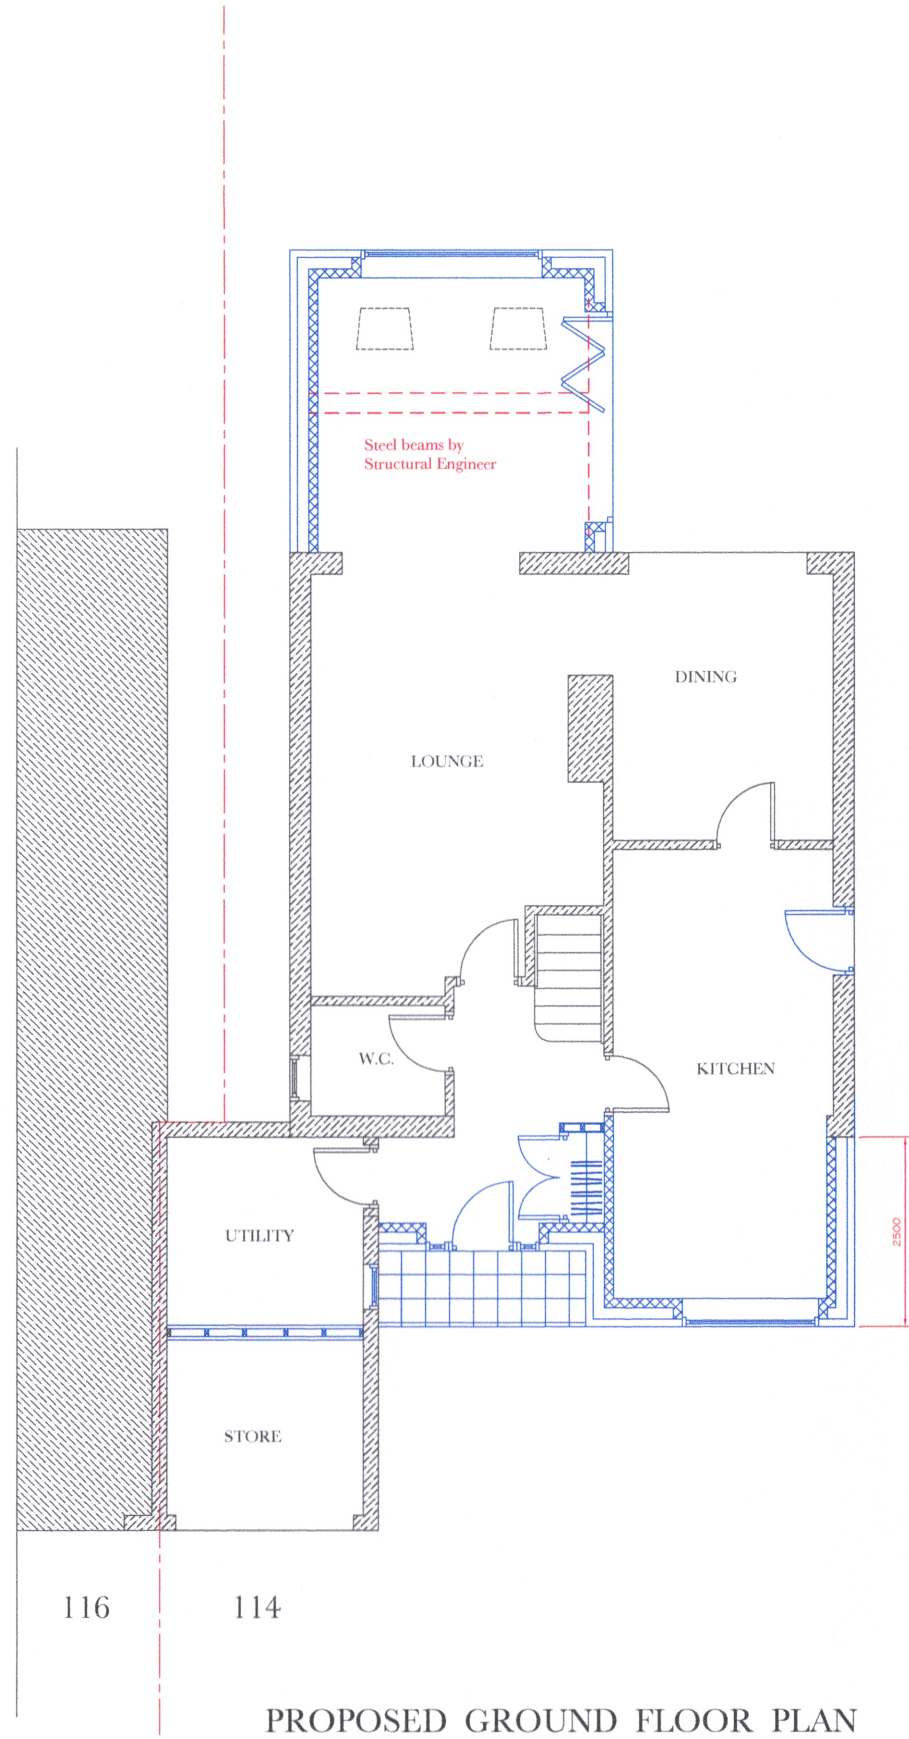 Steel beams by
Structural Engineer
DINING
LOUNGE
W.C.
KITCHEN
UTILITY
2500
STORE
116
114
PROPOSED GROUND FLOOR PLAN